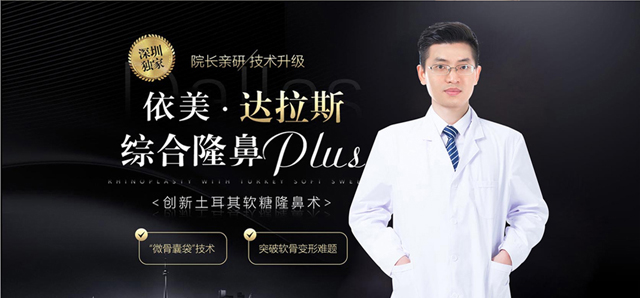 深圳
独家
院长亲研 技术升级
Dallas
依美·达拉斯
综合隆鼻Plus
RHINOPLASTY WITH TURKEY SOFT SWEE
<创新土耳其软糖隆鼻术>
“微骨囊袋”技术
突破软骨变形难题